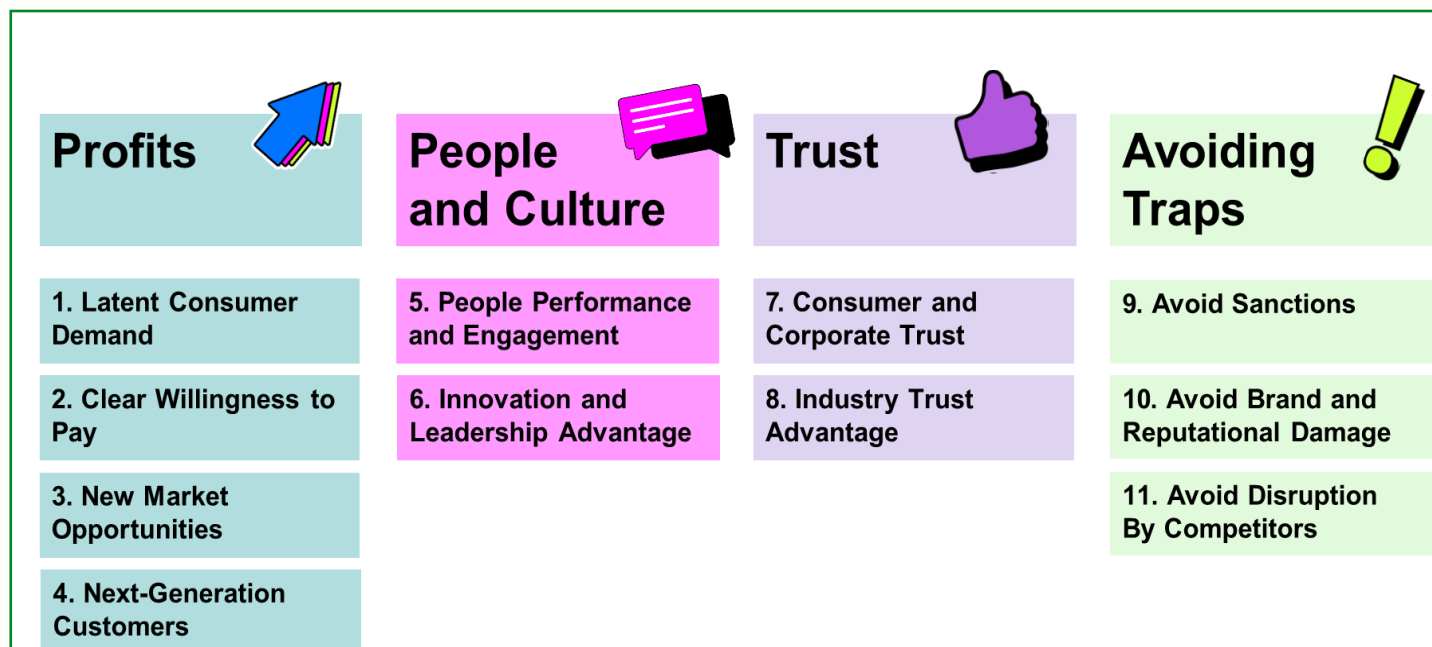 Profits
People
and Culture
Trust
Avoiding
Traps
1. Latent Consumer
Demand
2. Clear Willingness to
Pay
3. New Market
Opportunities
4. Next-Generation
Customers
5. People Performance
and Engagement
6. Innovation and
Leadership Advantage
7. Consumer and
Corporate Trust
8. Industry Trust
Advantage
9. Avoid Sanctions
10. Avoid Brand and
Reputational Damage
11. Avoid Disruption
By Competitors